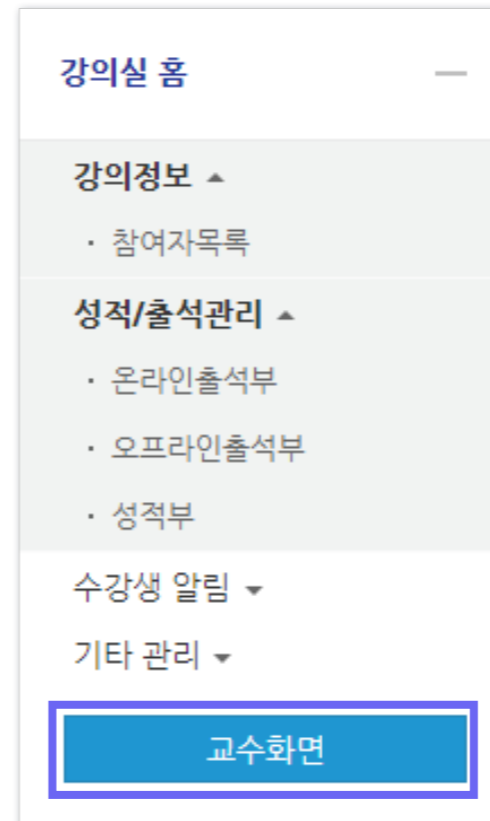 강의실 홈
강의정보
· 참여자목록
성적/출석관리
· 온라인출석부
· 오프라인출석부
· 성적부
수강생 알림
기타 관리
교수화면